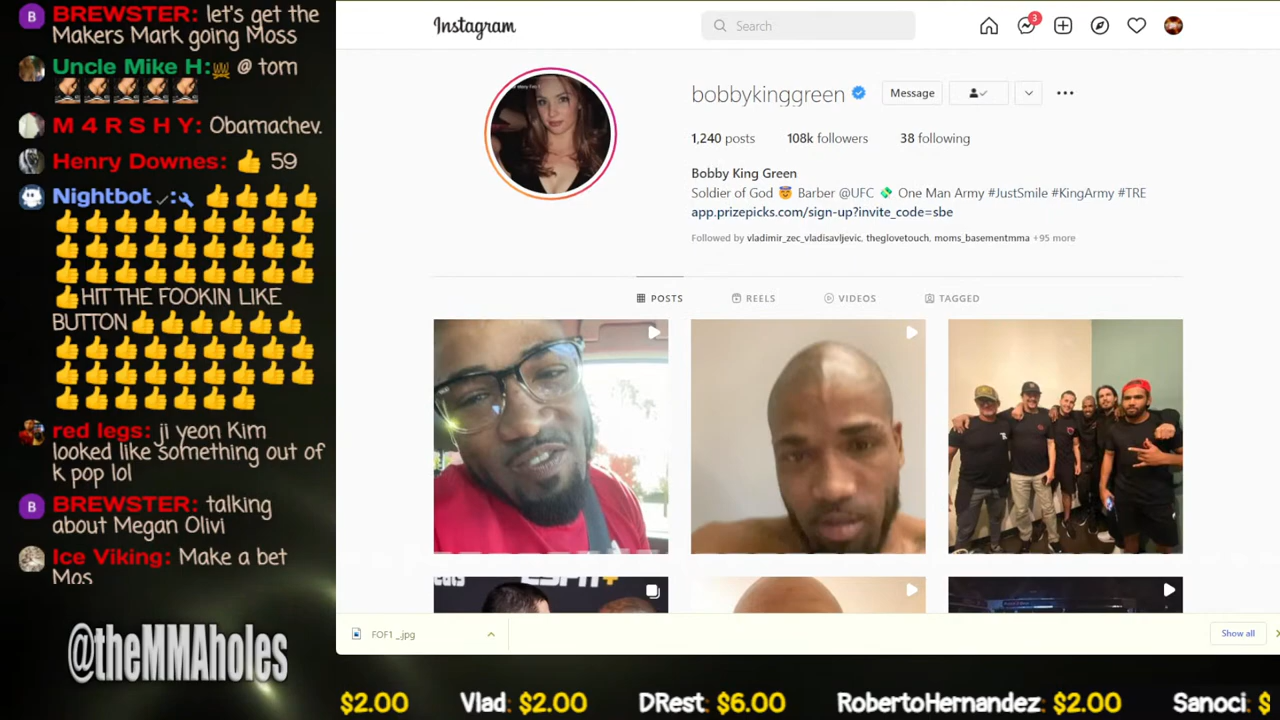 BREWSTER: let's get the
Makers Mark going Moss
Uncle Mike H: @ tom
M 4 R S H Y: Obamachev.
Henry Downes: 👍 59
Nightbot ✓: 👍👍👍👍
👍👍👍👍👍👍👍👍👍
👍👍👍👍👍👍👍👍👍
👍👍👍👍👍👍👍👍👍
👍HIT THE FOOKIN LIKE
BUTTON👍👍👍👍👍👍
👍👍👍👍👍👍👍👍👍
👍👍👍👍👍👍👍👍👍
👍👍👍👍👍👍👍
red legs: ji yeon Kim
looked like something out of
k pop lol
BREWSTER: talking
about Megan Olivi
Ice Viking: Make a bet
Mos
@theMMAholes
Instagram
Search
3
bobbykinggreen
Message
1,240 posts 108k followers 38 following
Bobby King Green
Soldier of God 😇 Barber @UFC 💸 One Man Army #JustSmile #KingArmy #TRE
app.prizepicks.com/sign-up?invite_code=sbe
Followed by vladimir_zec_vladisavljevic, theglovetouch, moms_basementmma +95 more
POSTS REELS VIDEOS TAGGED
ESPN+
FOF1 _.jpg
Show all
$2.00 Vlad: $2.00 DRest: $6.00 RobertoHernandez: $2.00 Sanoci: $